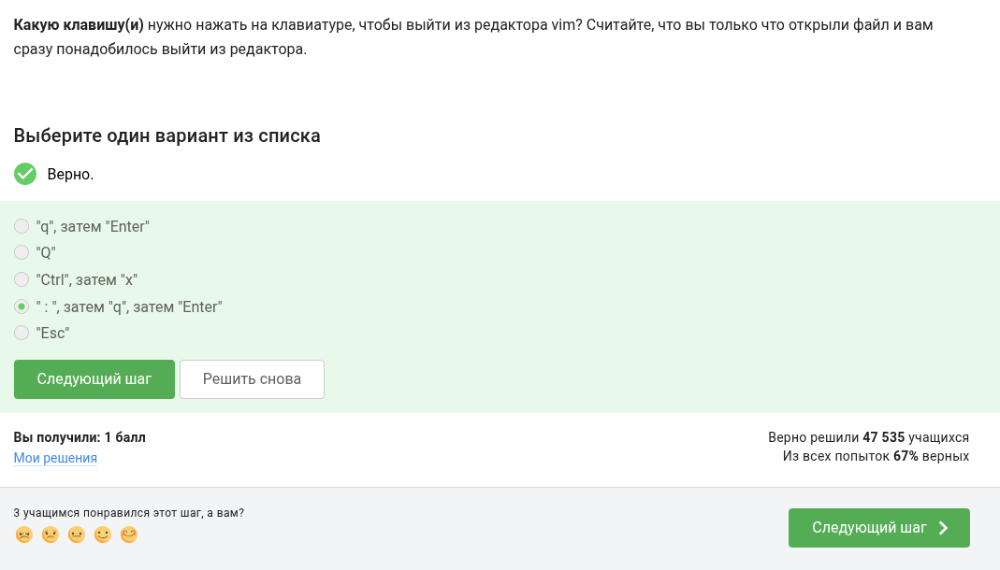 Какую клавишу(и) нужно нажать на клавиатуре, чтобы выйти из редактора vim? Считайте, что вы только что открыли файл и вам
сразу понадобилось выйти из редактора.
Выберите один вариант из списка
Верно.
"q", затем "Enter"
"Q"
"Ctrl", затем "x"
" : ", затем "q", затем "Enter"
"Esc"
Следующий шаг
Решить снова
Вы получили: 1 балл
Мои решения
Верно решили 47 535 учащихся
Из всех попыток 67% верных
3 учащимся понравился этот шаг, а вам?
Следующий шаг